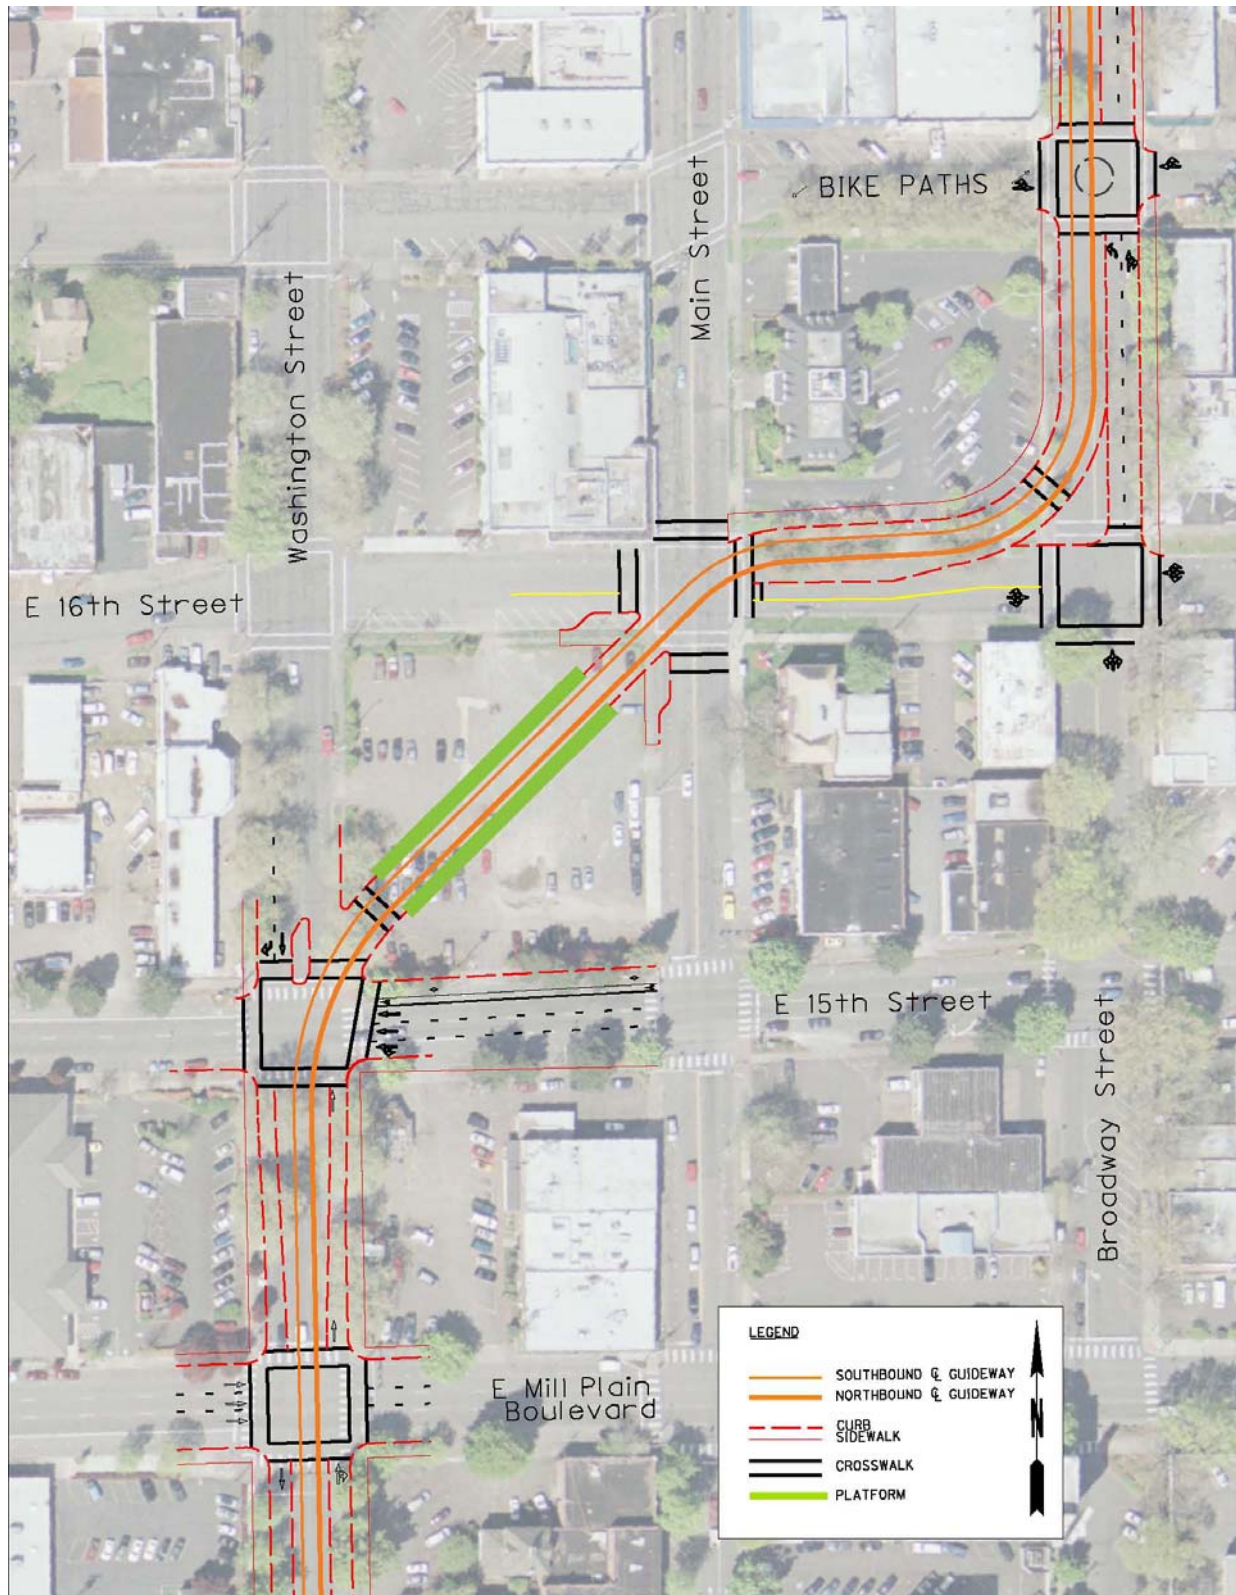 BIKE PATHS
Main Street
Washington Street
E 16th Street
E 15th Street
Broadway Street
E Mill Plain
Boulevard
LEGEND
SOUTHBOUND ℄ GUIDEWAY
NORTHBOUND ℄ GUIDEWAY
CURB
SIDEWALK
CROSSWALK
PLATFORM
N